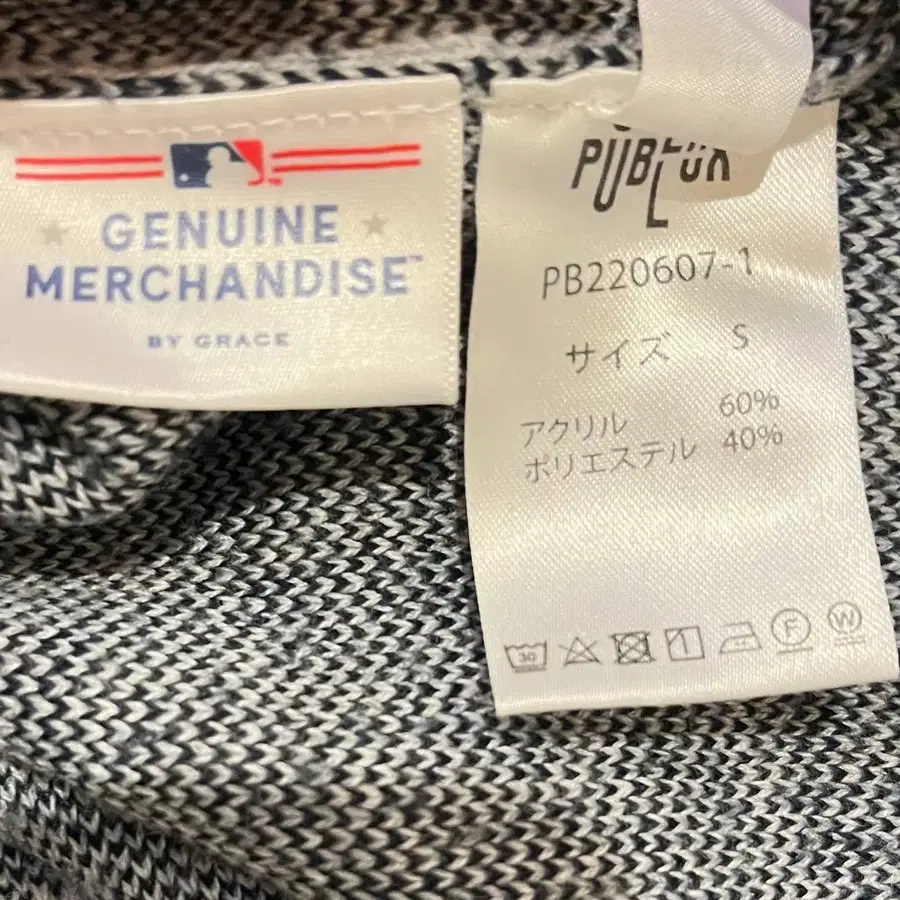 GENUINE
MERCHANDISE™
BY GRACE
PB220607-1
サイズ S
アクリル 60%
ポリエステル 40%
30
F
W